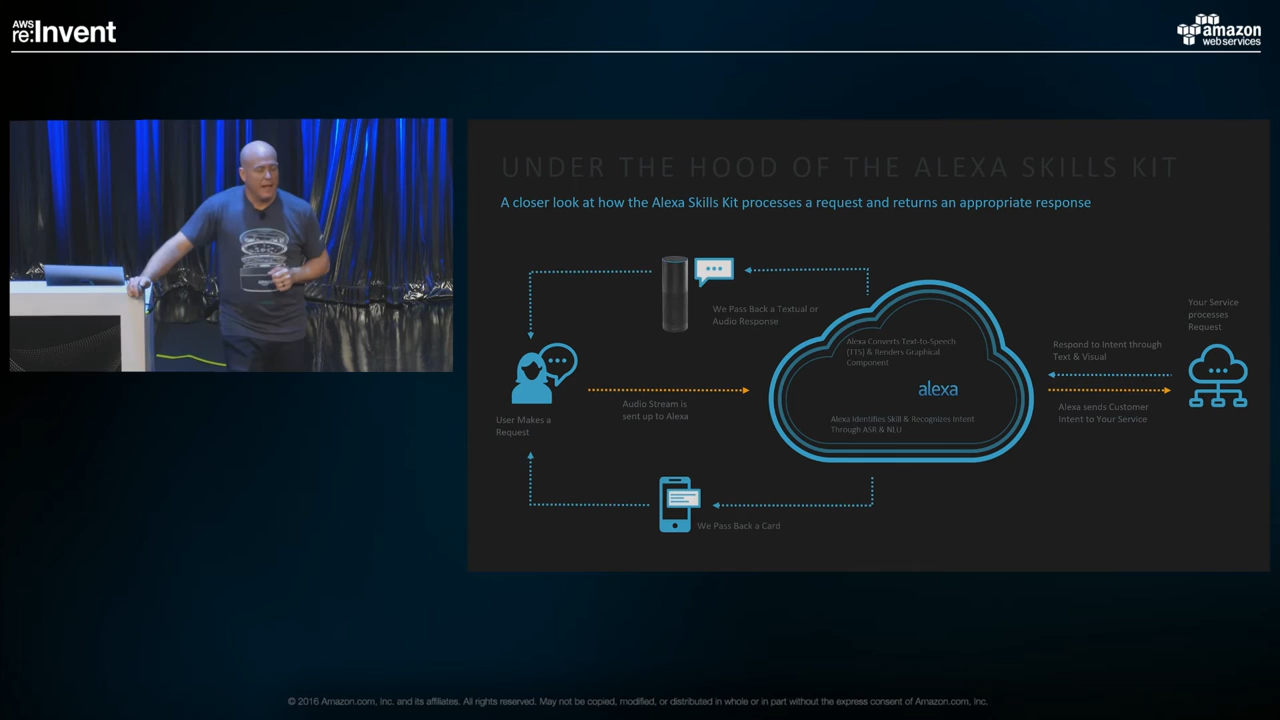 AWS
re:Invent
amazon
webservices
UNDER THE HOOD OF THE ALEXA SKILLS KIT
A closer look at how the Alexa Skills Kit processes a request and returns an appropriate response
We Pass Back a Textual or
Audio Response
Your Service
processes
Request
Alexa Converts Text-to-Speech
(TTS) & Renders Graphical
Component
Respond to Intent through
Text & Visual
alexa
Audio Stream is
sent up to Alexa
Alexa sends Customer
Intent to Your Service
User Makes a
Request
Alexa Identifies Skill & Recognizes Intent
Through ASR & NLU
We Pass Back a Card
© 2016 Amazon.com, Inc. and its affiliates. All rights reserved. May not be copied, modified, or distributed in whole or in part without the express consent of Amazon.com, Inc.